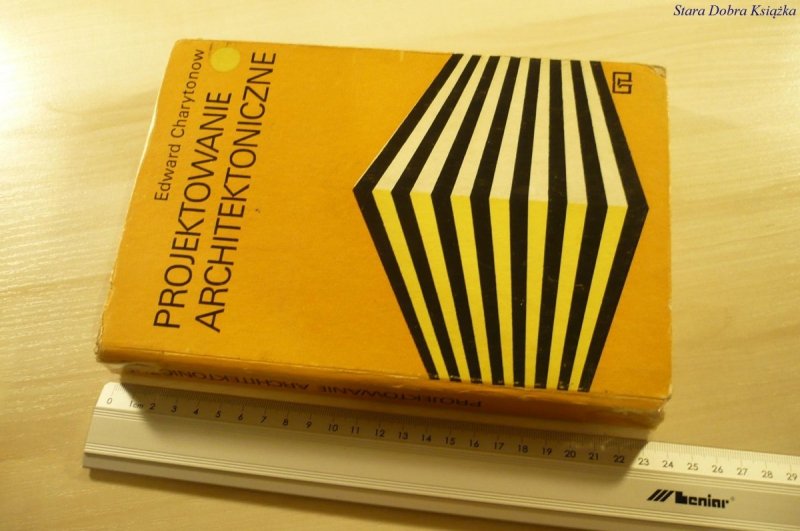 Stara Dobra Książka
Edward Charytonow
PROJEKTOWANIE
ARCHITEKTONICZNE
PROJEKTOWANIE ARCHITEKTONIC
0 1cm 2 3 4 5 6 7 8 9 10 11 12 13 14 15 16 17 18 19 20 21 22 23 24 25 26 27 28 29
Leniar